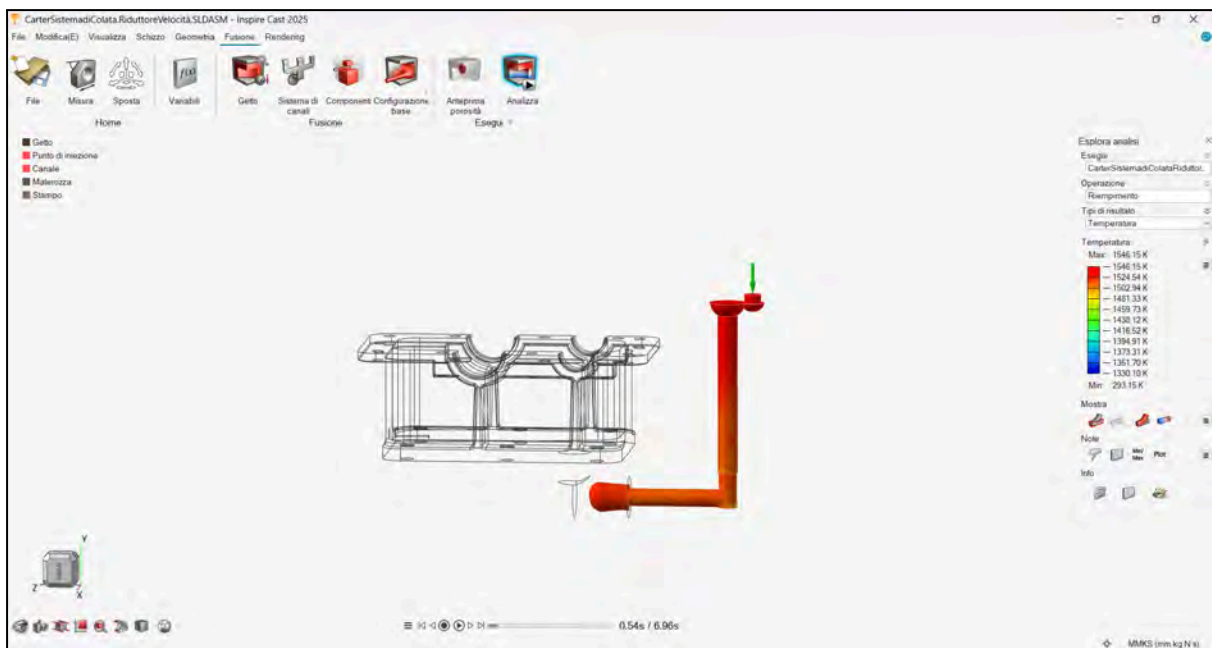 CarterSistemadiColata.RiduttoreVelocità.SLDASM - Inspire Cast 2025
File Modifica(E) Visualizza Schizzo Geometria Fusione Rendering
File Misura Sposta Variabili Getto Sistema di canali Componenti Configurazione base Anteprima porosità Analizza
Home Fusione Esegui
Getto
Punto di iniezione
Canale
Materozza
Stampo
Esplora analisi
Esegui
CarterSistemadiColataRiduttor..
Operazione
Riempimento
Tipi di risultato
Temperatura
Temperatura
Max: 1546.15 K
1546.15 K
1524.54 K
1502.94 K
1481.33 K
1459.73 K
1438.12 K
1416.52 K
1394.91 K
1373.31 K
1351.70 K
1330.10 K
Min: 293.15 K
Mostra
Note
Min/
Max
Plot
Info
Y
Z
X
0.54s / 6.96s
MMKS (mm kg N s)